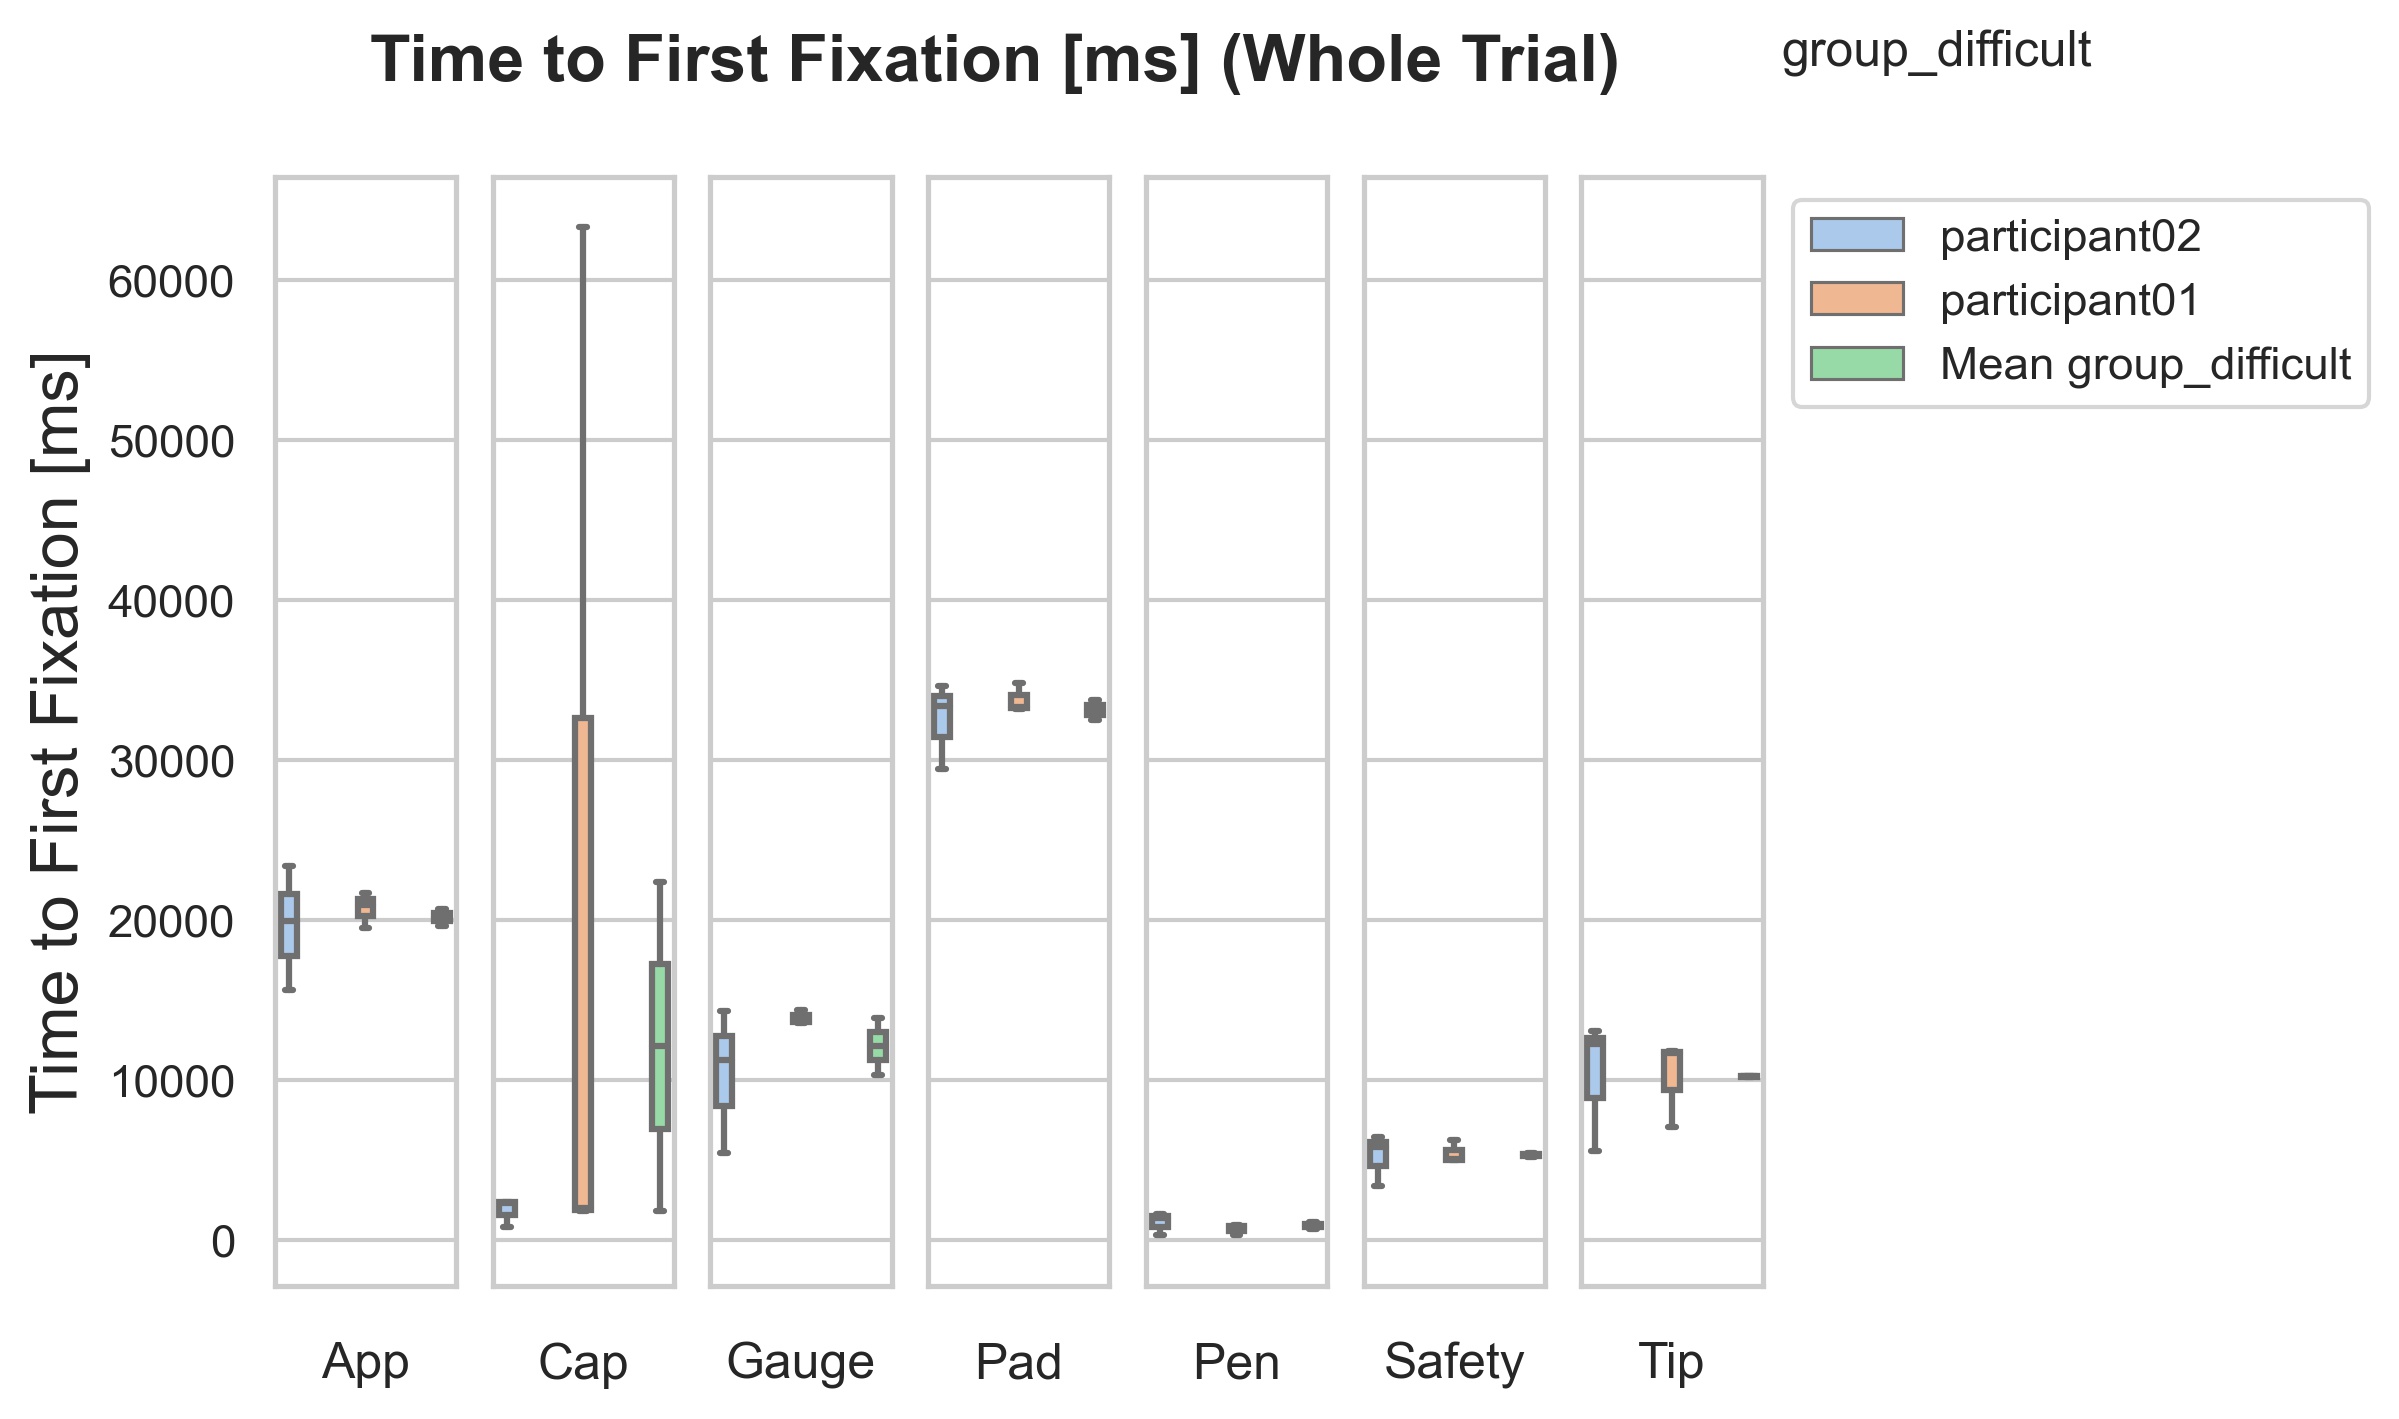 Time to First Fixation [ms] (Whole Trial)
group_difficult
participant02
participant01
Mean group_difficult
Time to First Fixation [ms]
60000
50000
40000
30000
20000
10000
0
App
Cap
Gauge
Pad
Pen
Safety
Tip